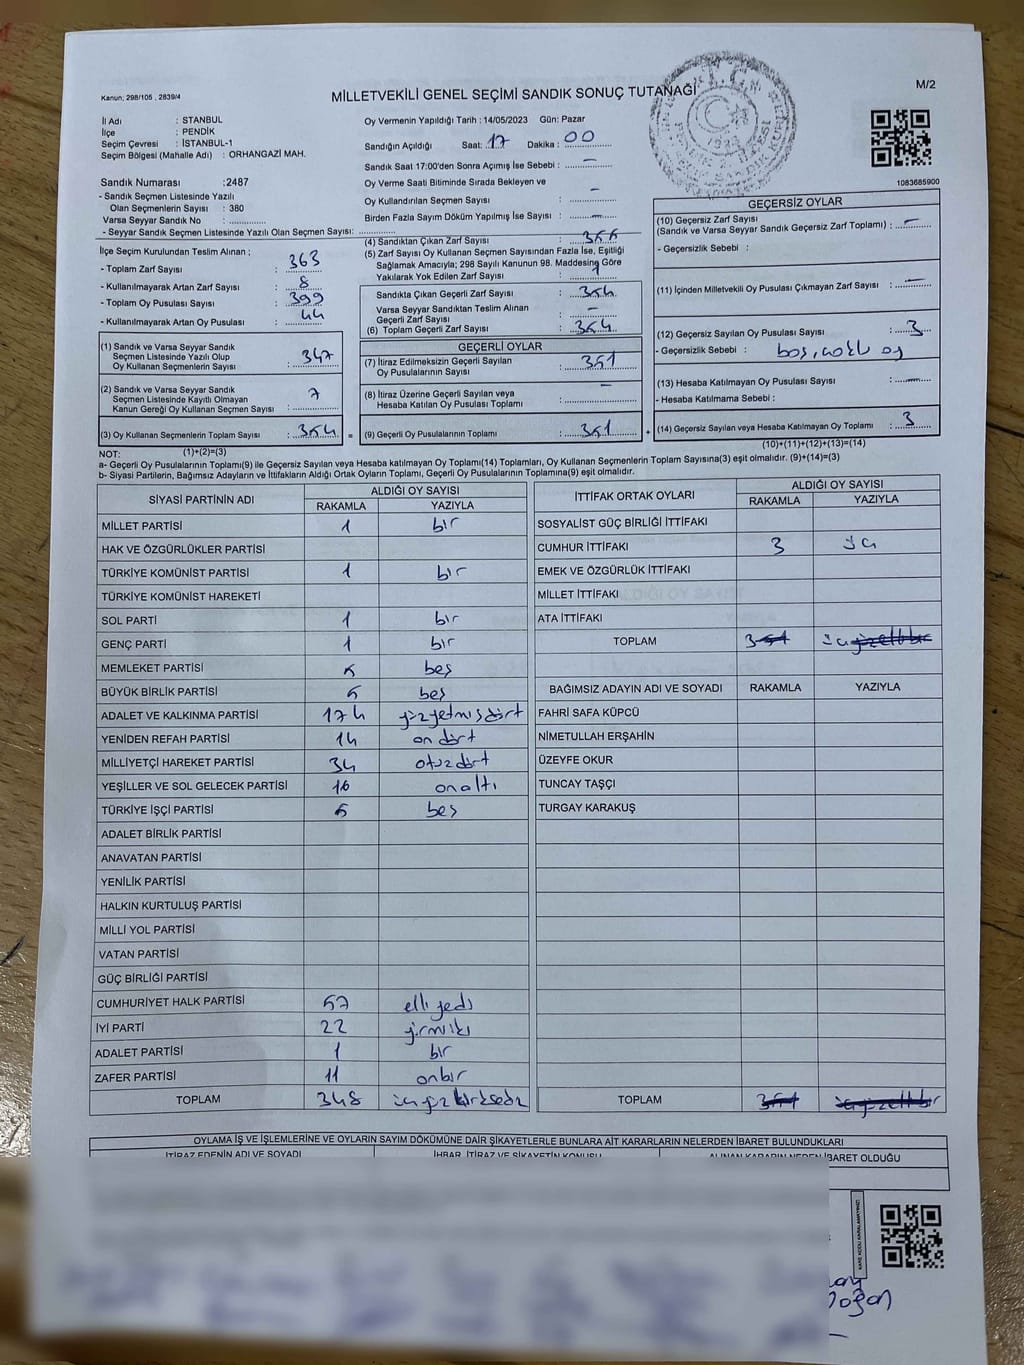 Kanun; 298/105 , 2839/4
MİLLETVEKİLİ GENEL SEÇİMİ SANDIK SONUÇ TUTANAĞI
M/2
İl Adı : STANBUL
İlçe : PENDİK
Seçim Çevresi : İSTANBUL-1
Seçim Bölgesi (Mahalle Adı) : ORHANGAZİ MAH.
Oy Vermenin Yapıldığı Tarih : 14/05/2023 Gün: Pazar
Sandığın Açıldığı Saat: 17 Dakika : 00
Sandık Saat 17:00'den Sonra Açımış İse Sebebi : –
Oy Verme Saati Bitiminde Sırada Bekleyen ve
Oy Kullandırılan Seçmen Sayısı : –
Birden Fazla Sayım Döküm Yapılmış İse Sayısı : –
1083685900
Sandık Numarası :2487
- Sandık Seçmen Listesinde Yazılı
Olan Seçmenlerin Sayısı : 380
Varsa Seyyar Sandık No :
- Seyyar Sandık Seçmen Listesinde Yazılı Olan Seçmen Sayısı:
İlçe Seçim Kurulundan Teslim Alınan ;
- Toplam Zarf Sayısı : 363
- Kullanılmayarak Artan Zarf Sayısı : 8
- Toplam Oy Pusulası Sayısı : 399
- Kullanılmayarak Artan Oy Pusulası : 44
(1) Sandık ve Varsa Seyyar Sandık
Seçmen Listesinde Yazılı Olup
Oy Kullanan Seçmenlerin Sayısı : 347
(2) Sandık ve Varsa Seyyar Sandık
Seçmen Listesinde Kayıtlı Olmayan
Kanun Gereği Oy Kullanan Seçmen Sayısı : 7
(3) Oy Kullanan Seçmenlerin Toplam Sayısı : 354 =
(4) Sandıktan Çıkan Zarf Sayısı : 355
(5) Zarf Sayısı Oy Kullanan Seçmen Sayısından Fazla İse, Eşitliği
Sağlamak Amacıyla; 298 Sayılı Kanunun 98. Maddesine Göre
Yakılarak Yok Edilen Zarf Sayısı : 1
Sandıkta Çıkan Geçerli Zarf Sayısı : 354
Varsa Seyyar Sandıktan Teslim Alınan
Geçerli Zarf Sayısı : –
(6) Toplam Geçerli Zarf Sayısı : 354
GEÇERLİ OYLAR
(7) İtiraz Edilmeksizin Geçerli Sayılan
Oy Pusulalarının Sayısı : 351
(8) İtiraz Üzerine Geçerli Sayılan veya
Hesaba Katılan Oy Pusulası Toplamı : –
(9) Geçerli Oy Pusulalarının Toplamı : 351 +
GEÇERSİZ OYLAR
(10) Geçersiz Zarf Sayısı
(Sandık ve Varsa Seyyar Sandık Geçersiz Zarf Toplamı) : –
- Geçersizlik Sebebi :
(11) İçinden Milletvekili Oy Pusulası Çıkmayan Zarf Sayısı : –
(12) Geçersiz Sayılan Oy Pusulası Sayısı : 3
- Geçersizlik Sebebi : boş,
(13) Hesaba Katılmayan Oy Pusulası Sayısı : –
- Hesaba Katılmama Sebebi :
(14) Geçersiz Sayılan veya Hesaba Katılmayan Oy Toplamı : 3
NOT: (1)+(2)=(3) (10)+(11)+(12)+(13)=(14)
a- Geçerli Oy Pusulalarının Toplamı(9) ile Geçersiz Sayılan veya Hesaba katılmayan Oy Toplamı(14) Toplamları, Oy Kullanan Seçmenlerin Toplam Sayısına(3) eşit olmalıdır. (9)+(14)=(3)
b- Siyasi Partilerin, Bağımsız Adayların ve İttifakların Aldığı Ortak Oyların Toplamı, Geçerli Oy Pusulalarının Toplamına(9) eşit olmalıdır.
SİYASİ PARTİNİN ADI ALDIĞI OY SAYISI
RAKAMLA YAZIYLA
MİLLET PARTİSİ 1 bir
HAK VE ÖZGÜRLÜKLER PARTİSİ
TÜRKİYE KOMÜNİST PARTİSİ 1 bir
TÜRKİYE KOMÜNİST HAREKETİ
SOL PARTİ 1 bir
GENÇ PARTİ 1 bir
MEMLEKET PARTİSİ 5 beş
BÜYÜK BİRLİK PARTİSİ 5 beş
ADALET VE KALKINMA PARTİSİ 174 yüzyetmişdört
YENİDEN REFAH PARTİSİ 14 on dört
MİLLİYETÇİ HAREKET PARTİSİ 34 otuzdört
YEŞİLLER VE SOL GELECEK PARTİSİ 16 onaltı
TÜRKİYE İŞÇİ PARTİSİ 5 beş
ADALET BİRLİK PARTİSİ
ANAVATAN PARTİSİ
YENİLİK PARTİSİ
HALKIN KURTULUŞ PARTİSİ
MİLLİ YOL PARTİSİ
VATAN PARTİSİ
GÜÇ BİRLİĞİ PARTİSİ
CUMHURİYET HALK PARTİSİ 57 elli yedi
İYİ PARTİ 22 yirmiiki
ADALET PARTİSİ 1 bir
ZAFER PARTİSİ 11 onbir
TOPLAM 348
İTTİFAK ORTAK OYLARI ALDIĞI OY SAYISI
RAKAMLA YAZIYLA
SOSYALİST GÜÇ BİRLİĞİ İTTİFAKI
CUMHUR İTTİFAKI 3 üç
EMEK VE ÖZGÜRLÜK İTTİFAKI
MİLLET İTTİFAKI
ATA İTTİFAKI
TOPLAM 351 üçyüzellibir
BAĞIMSIZ ADAYIN ADI VE SOYADI RAKAMLA YAZIYLA
FAHRİ SAFA KÜPCÜ
NİMETULLAH ERŞAHİN
ÜZEYFE OKUR
TUNCAY TAŞÇI
TURGAY KARAKUŞ
TOPLAM 351 üçyüzellibir
OYLAMA İŞ VE İŞLEMLERİNE VE OYLARIN SAYIM DÖKÜMÜNE DAİR ŞİKAYETLERLE BUNLARA AİT KARARLARIN NELERDEN İBARET BULUNDUKLARI
İTİRAZ EDENİN ADI VE SOYADI İHBAR, İTİRAZ VE ŞİKAYETİN KONUSU ALINAN KARARIN NEDEN İBARET OLDUĞU
KARE KODU KARALAMAYINIZ!